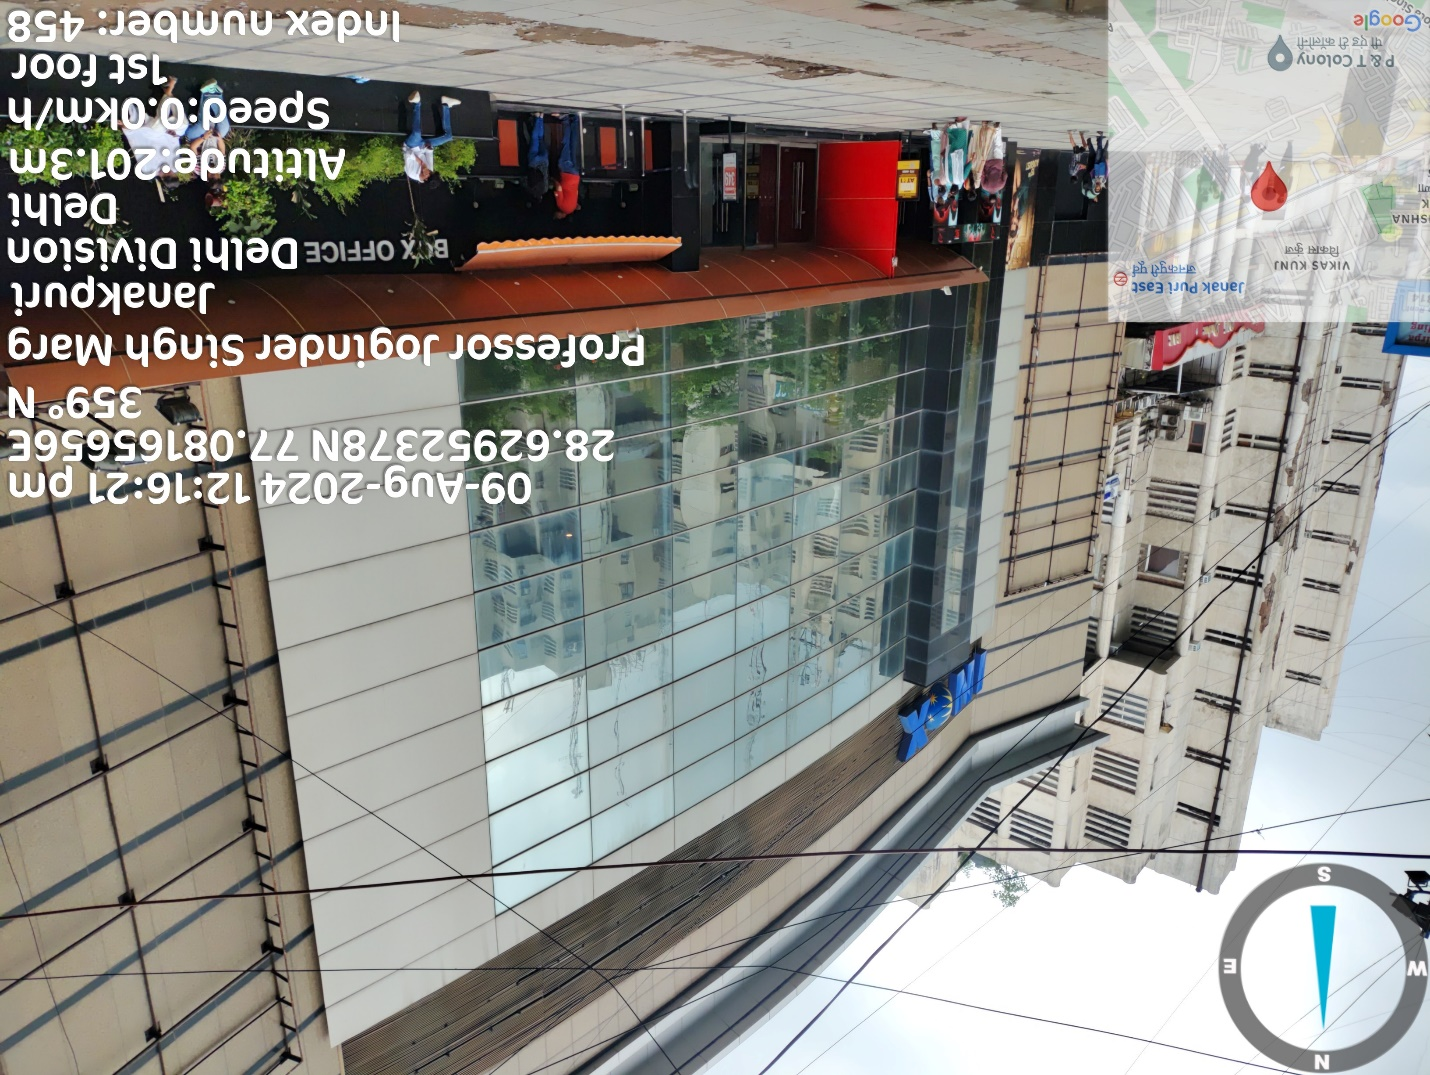 N
W
E
S
INOX
09-Aug-2024 12:16:21 pm
28.62952378N 77.08165656E
359° N
Professor Joginder Singh Marg
Janakpuri
Delhi Division
Delhi
Altitude:201.3m
Speed:0.0km/h
1st foor
Index number: 458
BOX OFFICE
Janak Puri East
जनकपुरी पूर्व
VIKAS KUNJ
विकास कुंज
P & T Colony
पी एंड टी कॉलोनी
Google